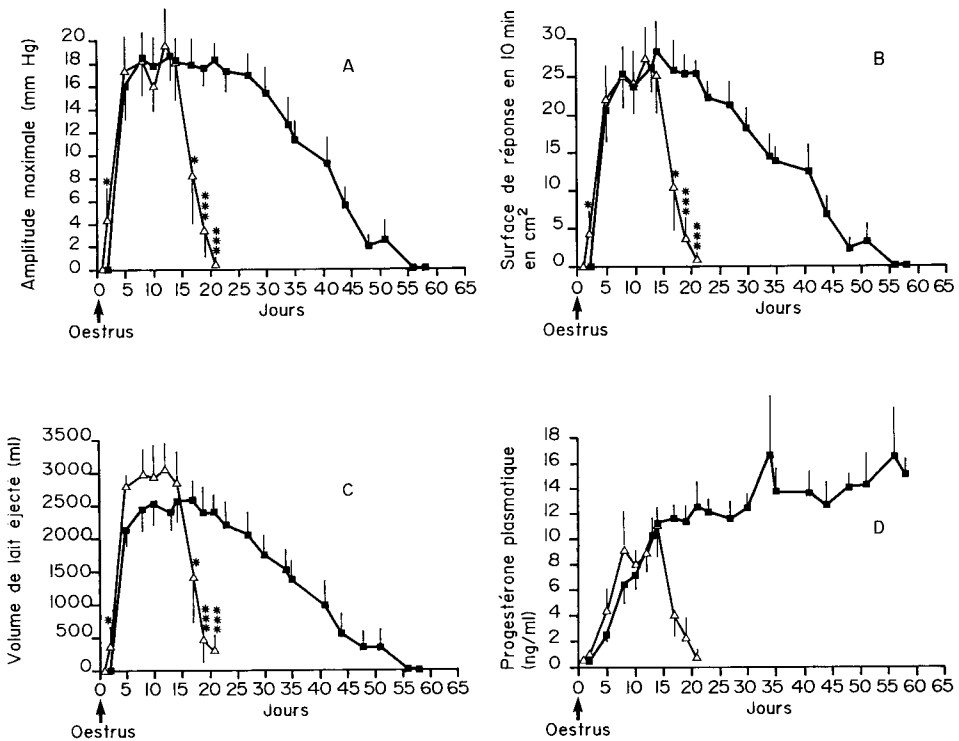 Amplitude maximale (mm Hg)
20
18
16
14
12
10
8
6
4
2
0
A
*
*
***
***
0 5 10 15 20 25 30 35 40 45 50 55 60 65
Jours
Oestrus
Surface de réponse en 10 min
en cm²
30
25
20
15
10
5
0
B
*
*
***
***
0 5 10 15 20 25 30 35 40 45 50 55 60 65
Jours
Oestrus
Volume de lait éjecté (ml)
3500
3000
2500
2000
1500
1000
500
0
C
*
*
***
***
0 5 10 15 20 25 30 35 40 45 50 55 60 65
Jours
Oestrus
Progestérone plasmatique
(ng/ml)
18
16
14
12
10
8
6
4
2
0
D
0 5 10 15 20 25 30 35 40 45 50 55 60 65
Jours
Oestrus